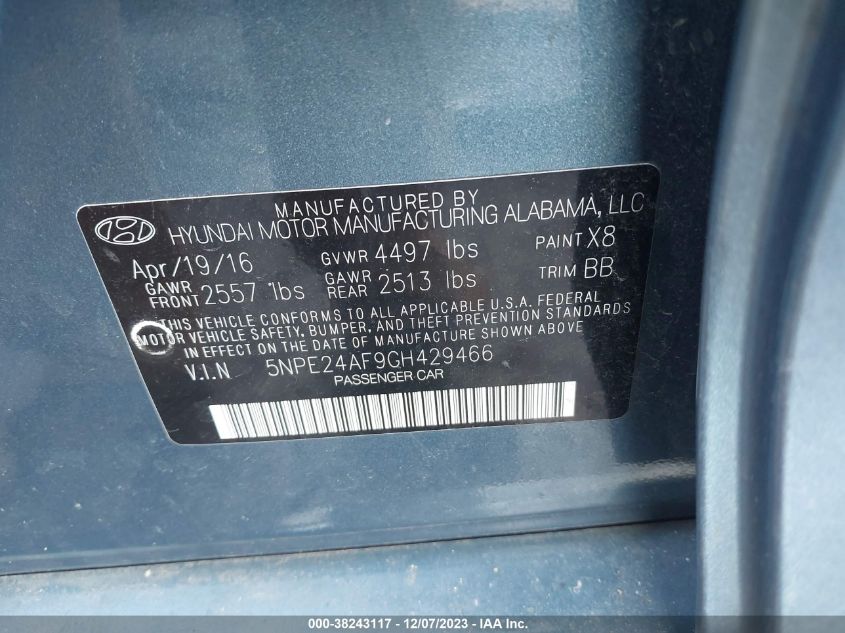 MANUFACTURED BY
HYUNDAI MOTOR MANUFACTURING ALABAMA, LLC
Apr/19/16 GVWR 4497 lbs PAINT X8
GAWR FRONT 2557 lbs GAWR REAR 2513 lbs TRIM BB
THIS VEHICLE CONFORMS TO ALL APPLICABLE U.S.A. FEDERAL
MOTOR VEHICLE SAFETY, BUMPER, AND THEFT PREVENTION STANDARDS
IN EFFECT ON THE DATE OF MANUFACTURE SHOWN ABOVE
V.I.N 5NPE24AF9GH429466
PASSENGER CAR
000-38243117 - 12/07/2023 - IAA Inc.